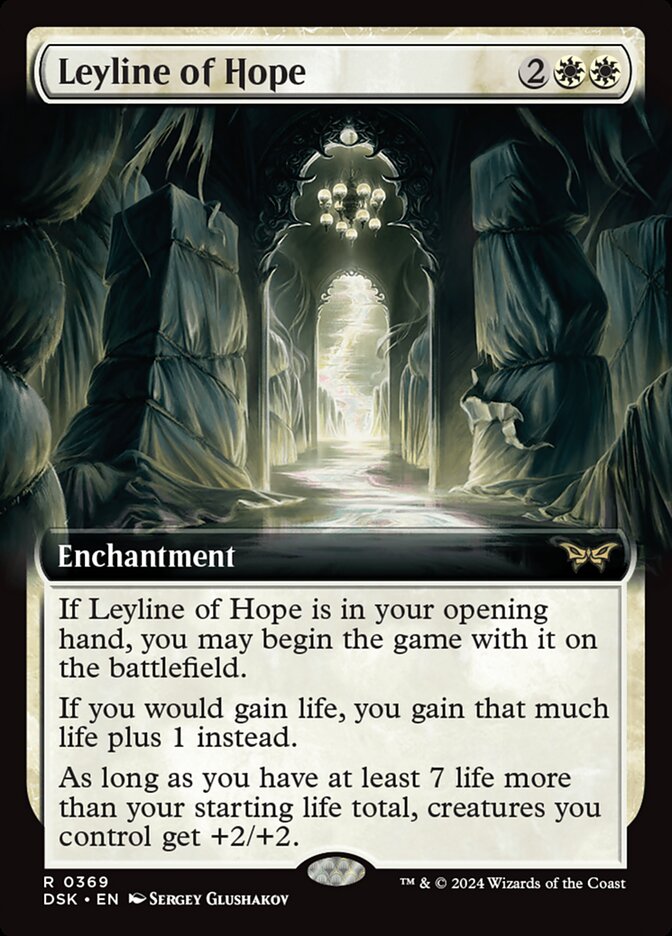 Leyline of Hope 2
Enchantment
If Leyline of Hope is in your opening
hand, you may begin the game with it on
the battlefield.
If you would gain life, you gain that much
life plus 1 instead.
As long as you have at least 7 life more
than your starting life total, creatures you
control get +2/+2.
R 0369
DSK • EN Sergey Glushakov
™ & © 2024 Wizards of the Coast